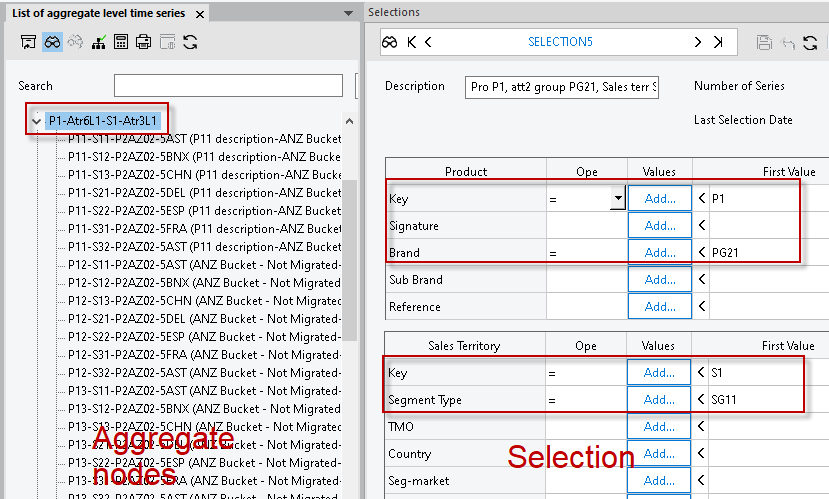 List of aggregate level time series
Search
P1-Atr6L1-S1-Atr3L1
P11-S11-P2AZ02-5AST (P11 description-ANZ Bucket
P11-S12-P2AZ02-5BNX (P11 description-ANZ Bucket
P11-S13-P2AZ02-5CHN (P11 description-ANZ Bucket
P11-S21-P2AZ02-5DEL (P11 description-ANZ Bucket
P11-S22-P2AZ02-5ESP (P11 description-ANZ Bucket
P11-S31-P2AZ02-5FRA (P11 description-ANZ Bucket
P11-S32-P2AZ02-5AST (P11 description-ANZ Bucket
P12-S11-P2AZ02-5AST (ANZ Bucket - Not Migrated-
P12-S12-P2AZ02-5BNX (ANZ Bucket - Not Migrated-
P12-S13-P2AZ02-5CHN (ANZ Bucket - Not Migrated-
P12-S21-P2AZ02-5DEL (ANZ Bucket - Not Migrated-
P12-S22-P2AZ02-5ESP (ANZ Bucket - Not Migrated-
P12-S31-P2AZ02-5FRA (ANZ Bucket - Not Migrated-
P12-S32-P2AZ02-5AST (ANZ Bucket - Not Migrated-
P13-S11-P2AZ02-5AST (ANZ Bucket - Not Migrated-
P13-S12-P2AZ02-5BNX (ANZ Bucket - Not Migrated-
P13-S13-P2AZ02-5CHN (ANZ Bucket - Not Migrated-
P13-S21-P2AZ02-5DEL (ANZ Bucket - Not Migrated-
P13-S22-P2AZ02-5ESP (ANZ Bucket - Not Migrated-
P13-S31-P2AZ02-5FRA (ANZ Bucket - Not Migrated-
P13-S32-P2AZ02-5AST (ANZ Bucket - Not Migrated-
Aggregate
nodes
Selections
SELECTION5
Description Pro P1, att2 group PG21, Sales terr S Number of Series
Last Selection Date
Product Ope Values First Value
Key = Add... < P1
Signature Add... <
Brand = Add... < PG21
Sub Brand Add... <
Reference Add... <
Sales Territory Ope Values First Value
Key = Add... < S1
Segment Type = Add... < SG11
TMO Add... <
Country Add... <
Seg-market Add... <
Selection